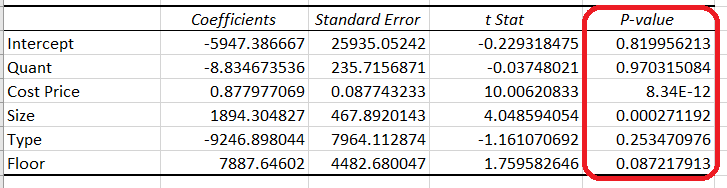 Coefficients Standard Error t Stat P-value
Intercept -5947.386667 25935.05242 -0.229318475 0.819956213
Quant -8.834673536 235.7156871 -0.03748021 0.970315084
Cost Price 0.877977069 0.087743233 10.00620833 8.34E-12
Size 1894.304827 467.8920143 4.048594054 0.000271192
Type -9246.898044 7964.112874 -1.161070692 0.253470976
Floor 7887.64602 4482.680047 1.759582646 0.087217913